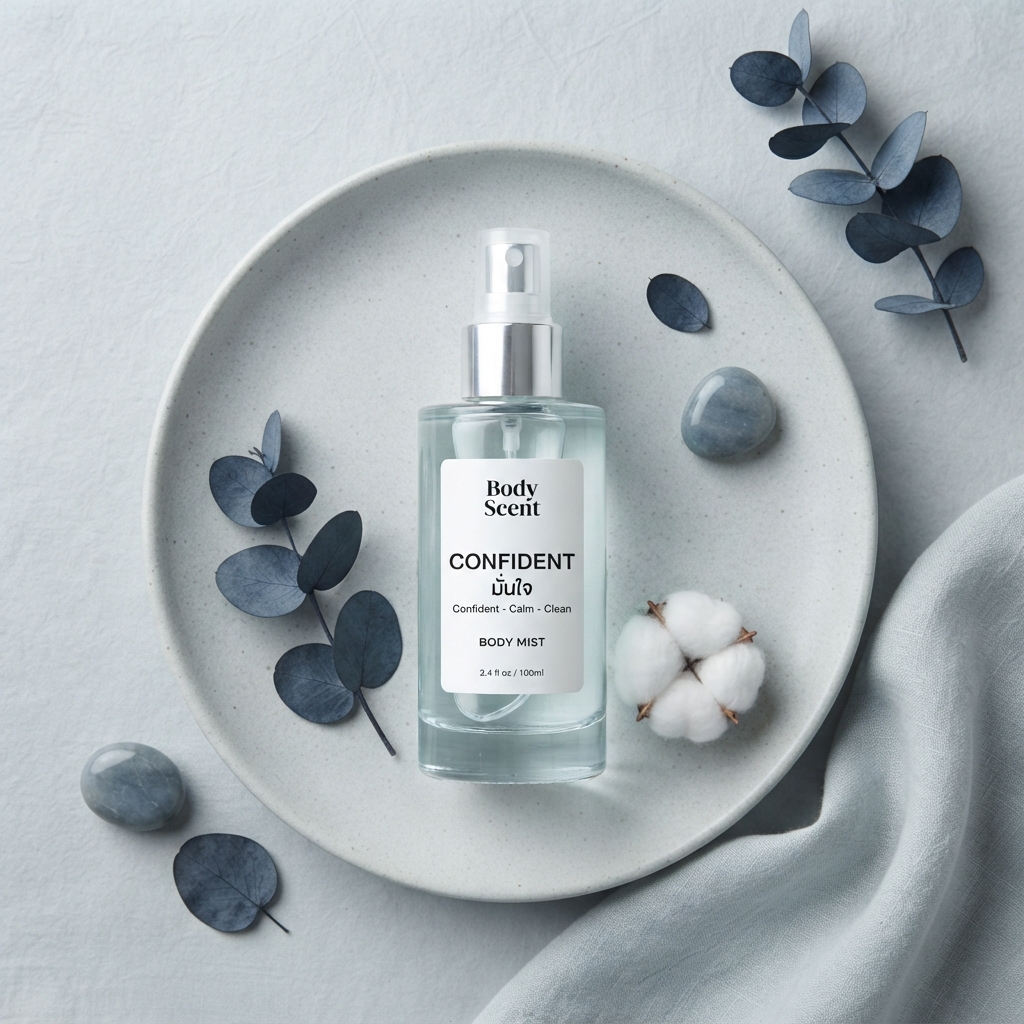 Body
Scent
CONFIDENT
มั่นใจ
Confident - Calm - Clean
BODY MIST
2.4 fl oz / 100ml